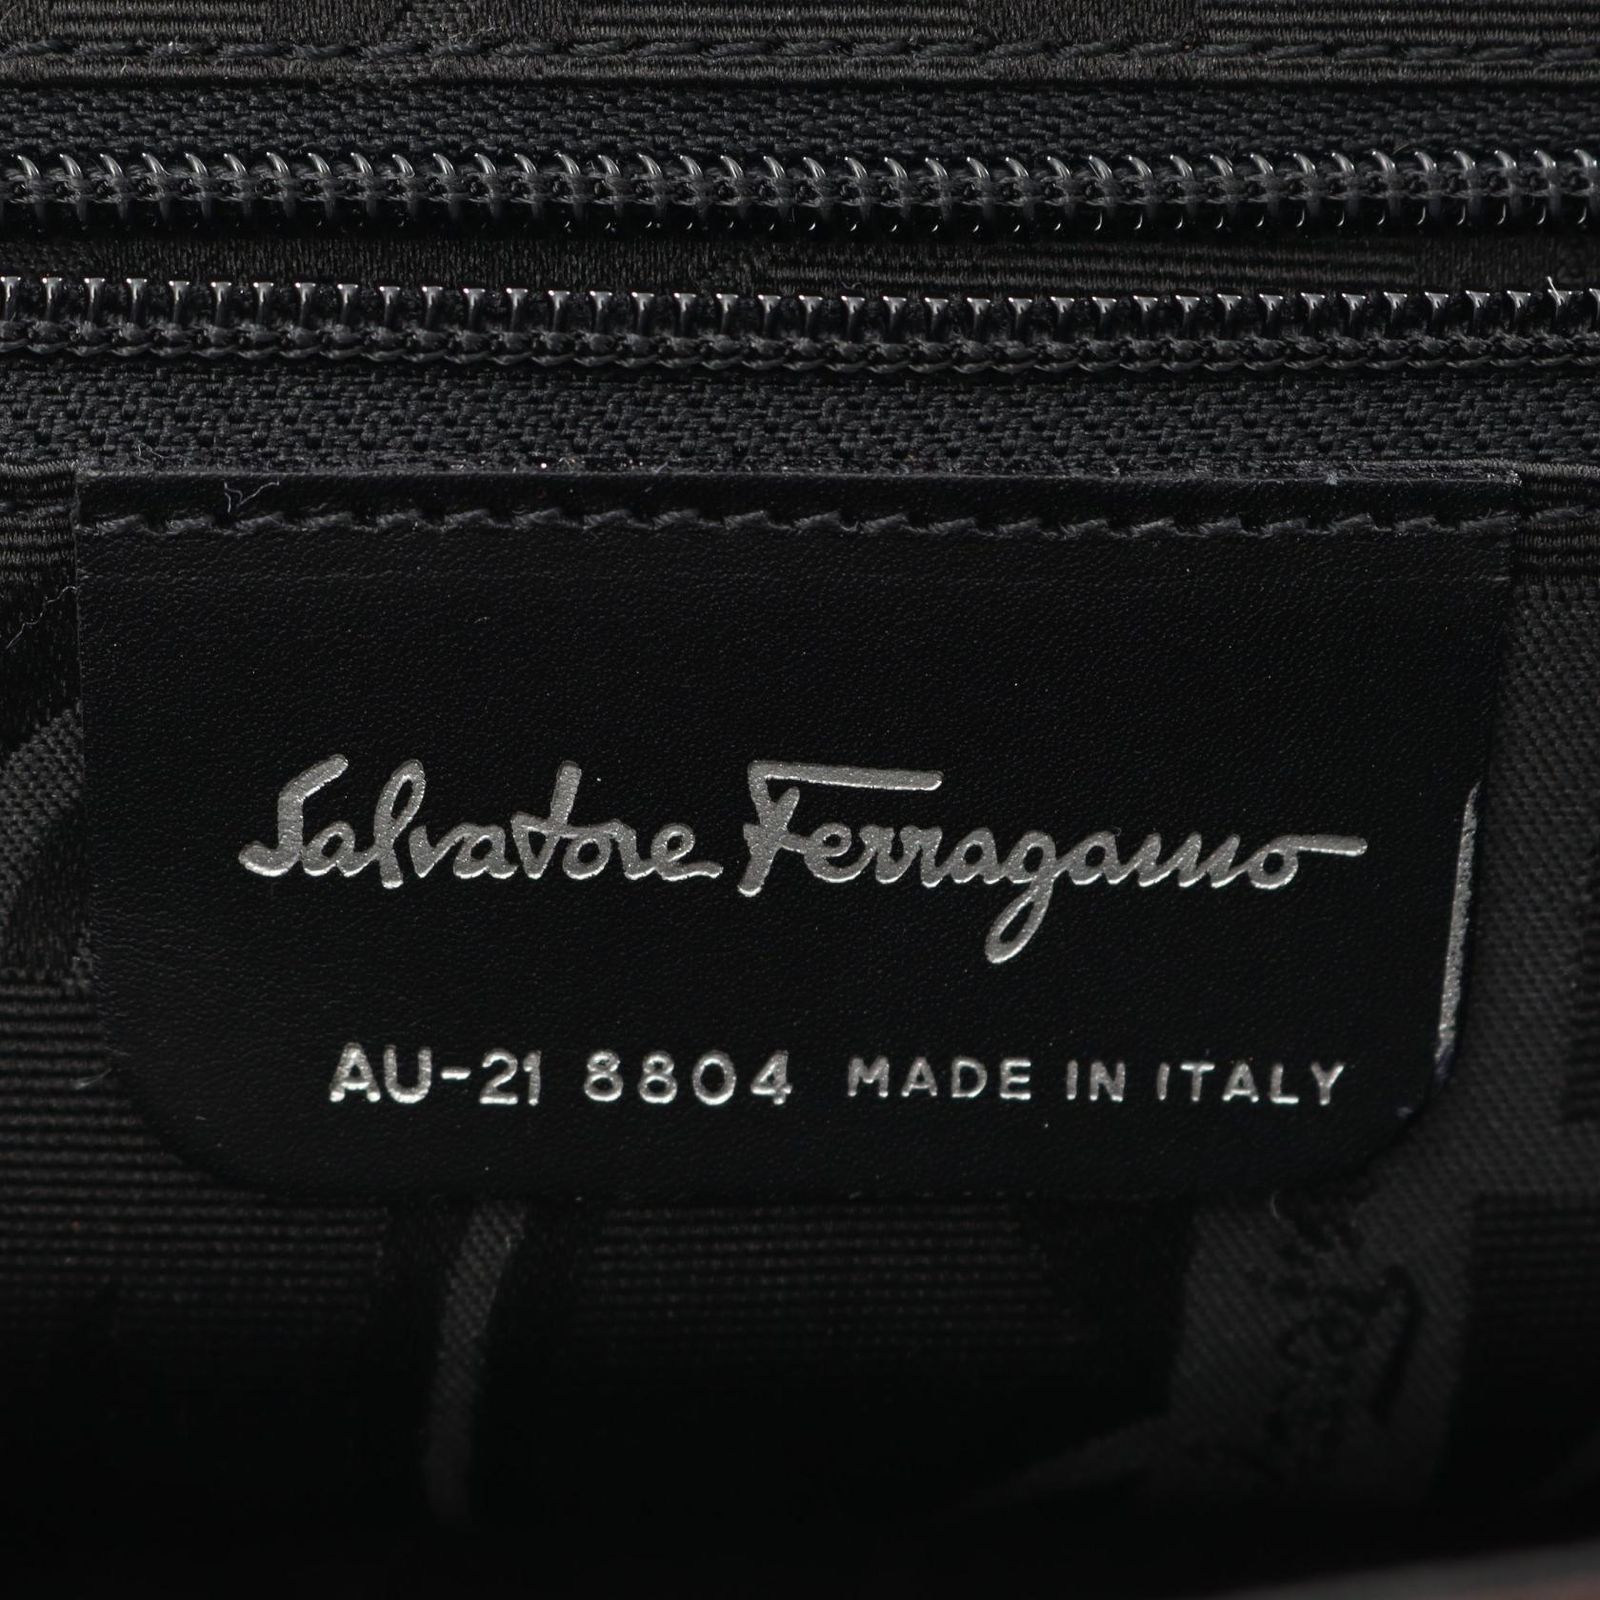 Salvatore Ferragamo
AU-21 8804 MADE IN ITALY